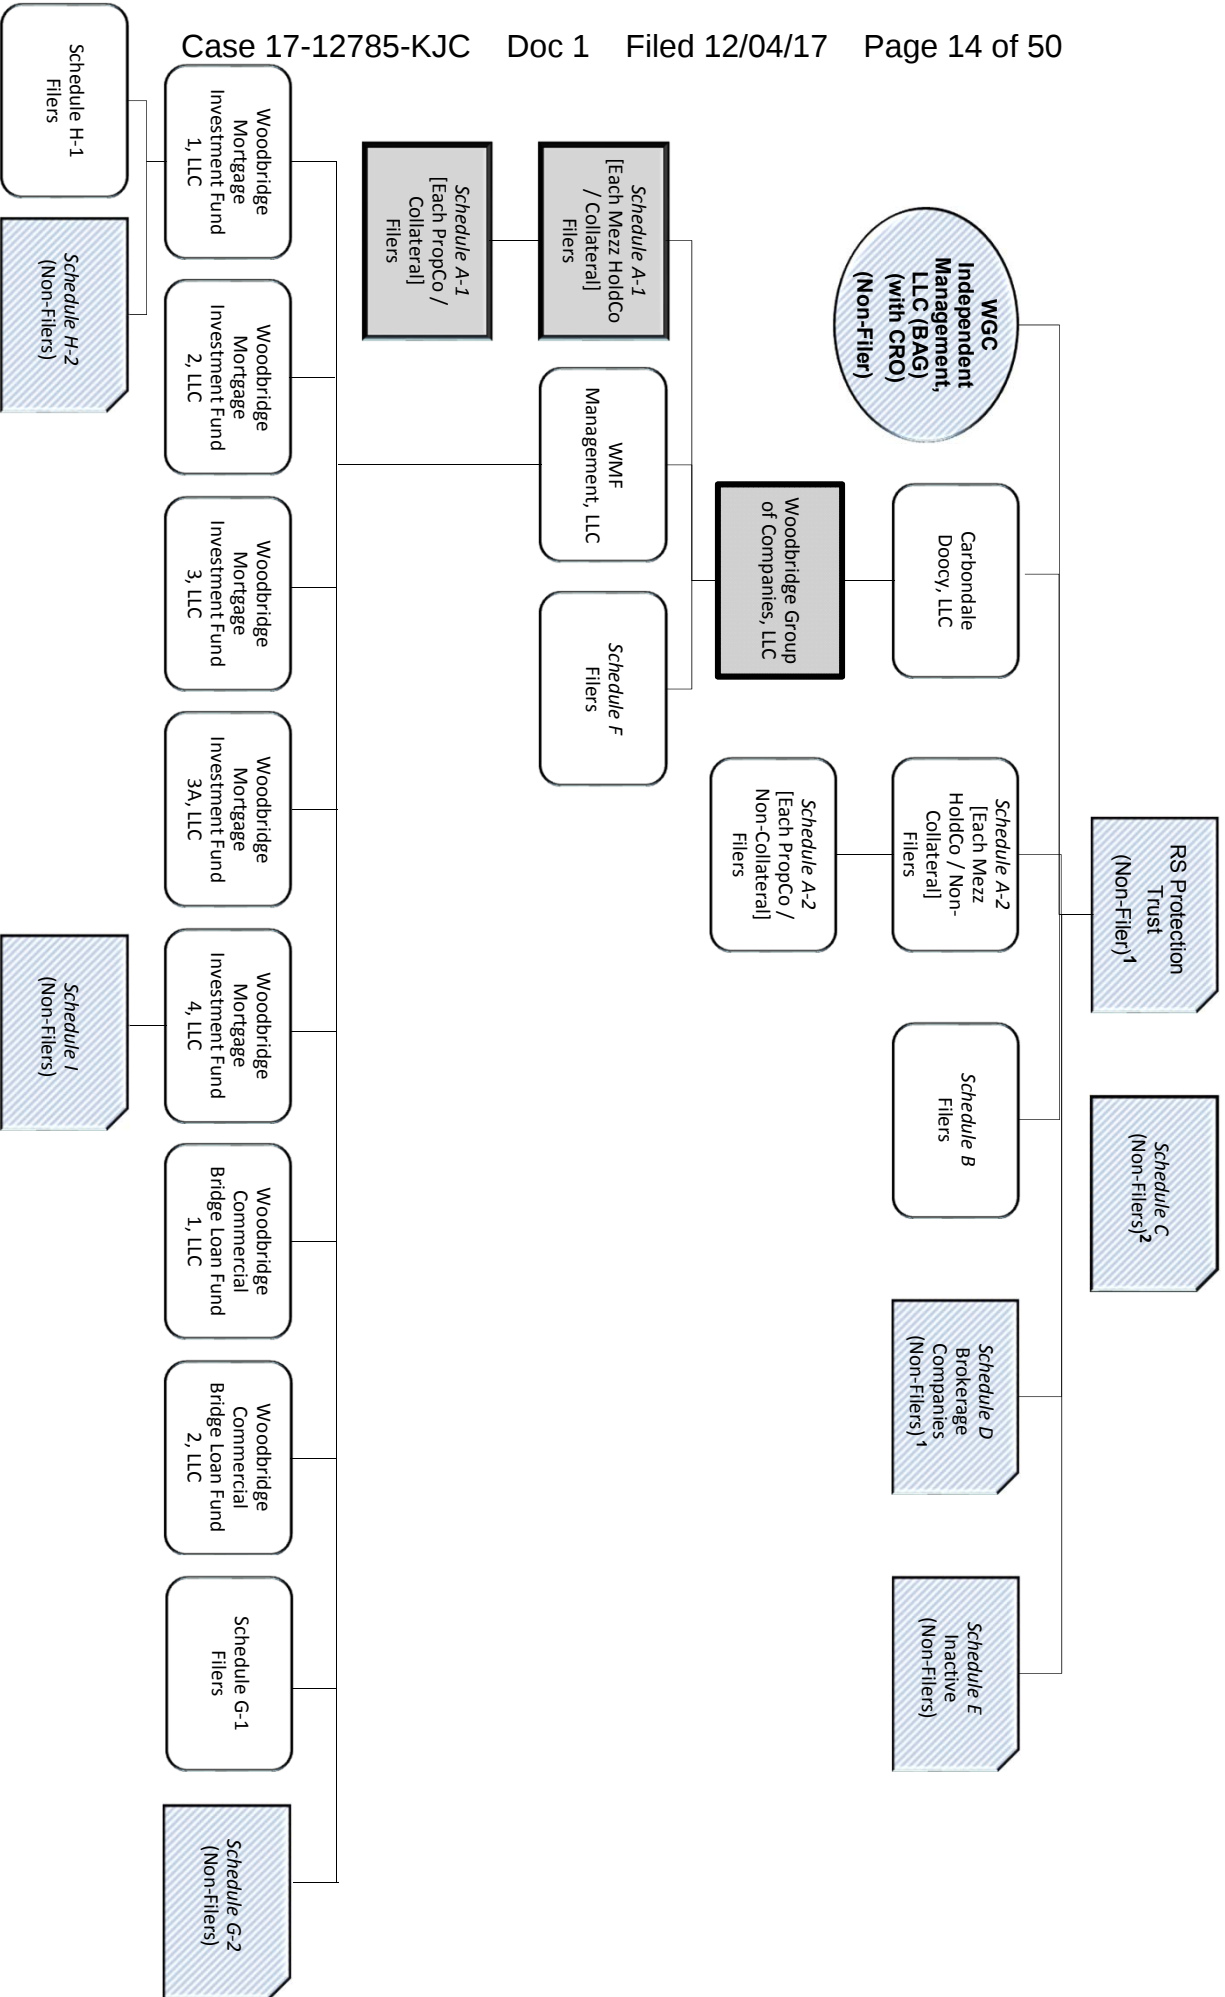 Case 17-12785-KJC Doc 1 Filed 12/04/17 Page 14 of 50
RS Protection
Trust
(Non-Filer)1
Schedule C
(Non-Filers)2
WGC
Independent
Management,
LLC (BAG)
(with CRO)
(Non-Filer)
Carbondale
Doocy, LLC
Schedule A-2
[Each Mezz
HoldCo / Non-
Collateral]
Filers
Schedule B
Filers
Schedule D
Brokerage
Companies
(Non-Filers) 1
Schedule E
Inactive
(Non-Filers)
Woodbridge Group
of Companies, LLC
Schedule A-2
[Each PropCo /
Non-Collateral]
Filers
Schedule A-1
[Each Mezz HoldCo
/ Collateral]
Filers
WMF
Management, LLC
Schedule F
Filers
Schedule A-1
[Each PropCo /
Collateral]
Filers
Woodbridge
Mortgage
Investment Fund
1, LLC
Woodbridge
Mortgage
Investment Fund
2, LLC
Woodbridge
Mortgage
Investment Fund
3, LLC
Woodbridge
Mortgage
Investment Fund
3A, LLC
Woodbridge
Mortgage
Investment Fund
4, LLC
Woodbridge
Commercial
Bridge Loan Fund
1, LLC
Woodbridge
Commercial
Bridge Loan Fund
2, LLC
Schedule G-1
Filers
Schedule G-2
(Non-Filers)
Schedule H-1
Filers
Schedule H-2
(Non-Filers)
Schedule I
(Non-Filers)